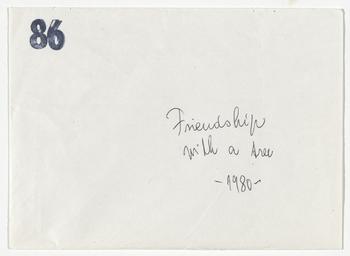 86
Friendship
with a tree
-1980-